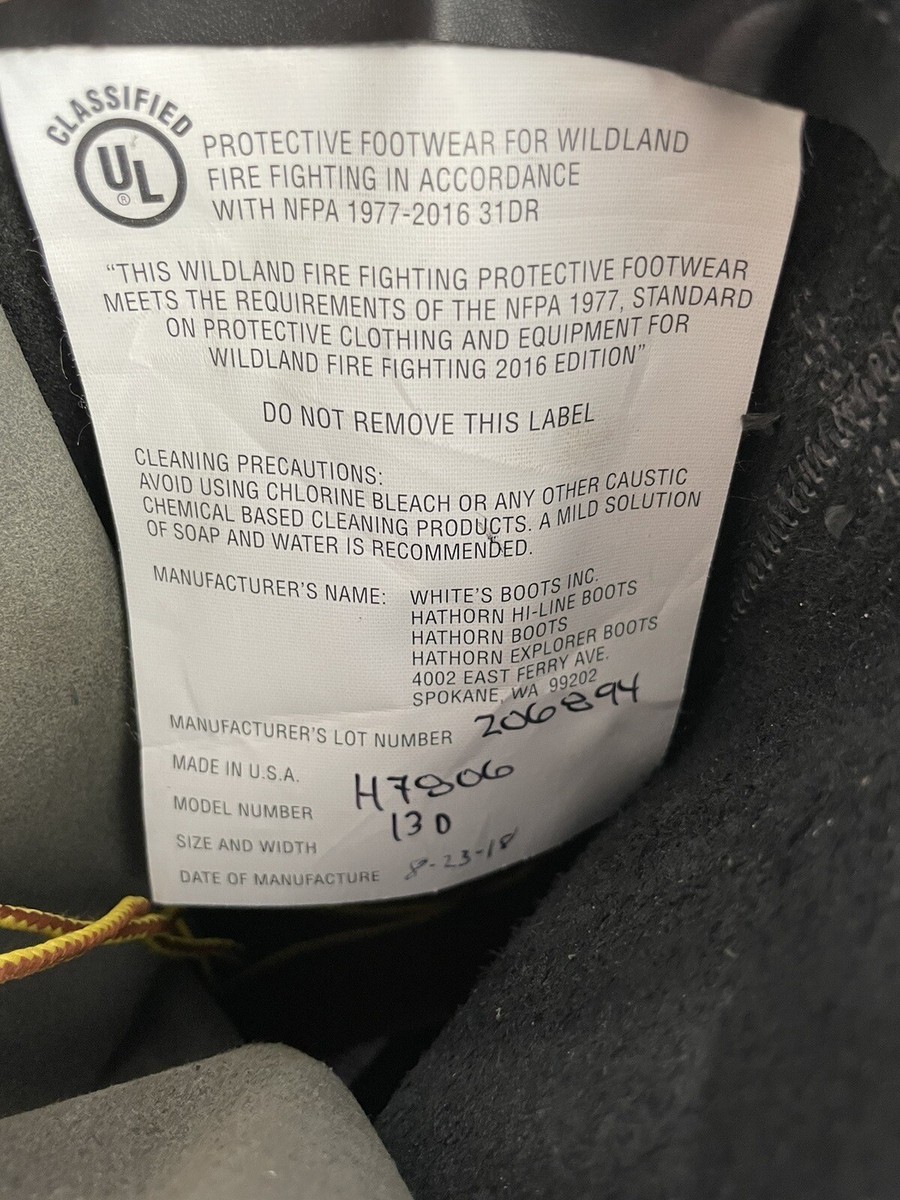 CLASSIFIED
UL
®
PROTECTIVE FOOTWEAR FOR WILDLAND
FIRE FIGHTING IN ACCORDANCE
WITH NFPA 1977-2016 31DR
“THIS WILDLAND FIRE FIGHTING PROTECTIVE FOOTWEAR
MEETS THE REQUIREMENTS OF THE NFPA 1977, STANDARD
ON PROTECTIVE CLOTHING AND EQUIPMENT FOR
WILDLAND FIRE FIGHTING 2016 EDITION”
DO NOT REMOVE THIS LABEL
CLEANING PRECAUTIONS:
AVOID USING CHLORINE BLEACH OR ANY OTHER CAUSTIC
CHEMICAL BASED CLEANING PRODUCTS. A MILD SOLUTION
OF SOAP AND WATER IS RECOMMENDED.
MANUFACTURER'S NAME: WHITE'S BOOTS INC.
HATHORN HI-LINE BOOTS
HATHORN BOOTS
HATHORN EXPLORER BOOTS
4002 EAST FERRY AVE.
SPOKANE, WA 99202
MANUFACTURER'S LOT NUMBER 206894
MADE IN U.S.A.
MODEL NUMBER H7806
SIZE AND WIDTH 13 D
DATE OF MANUFACTURE 8-23-18